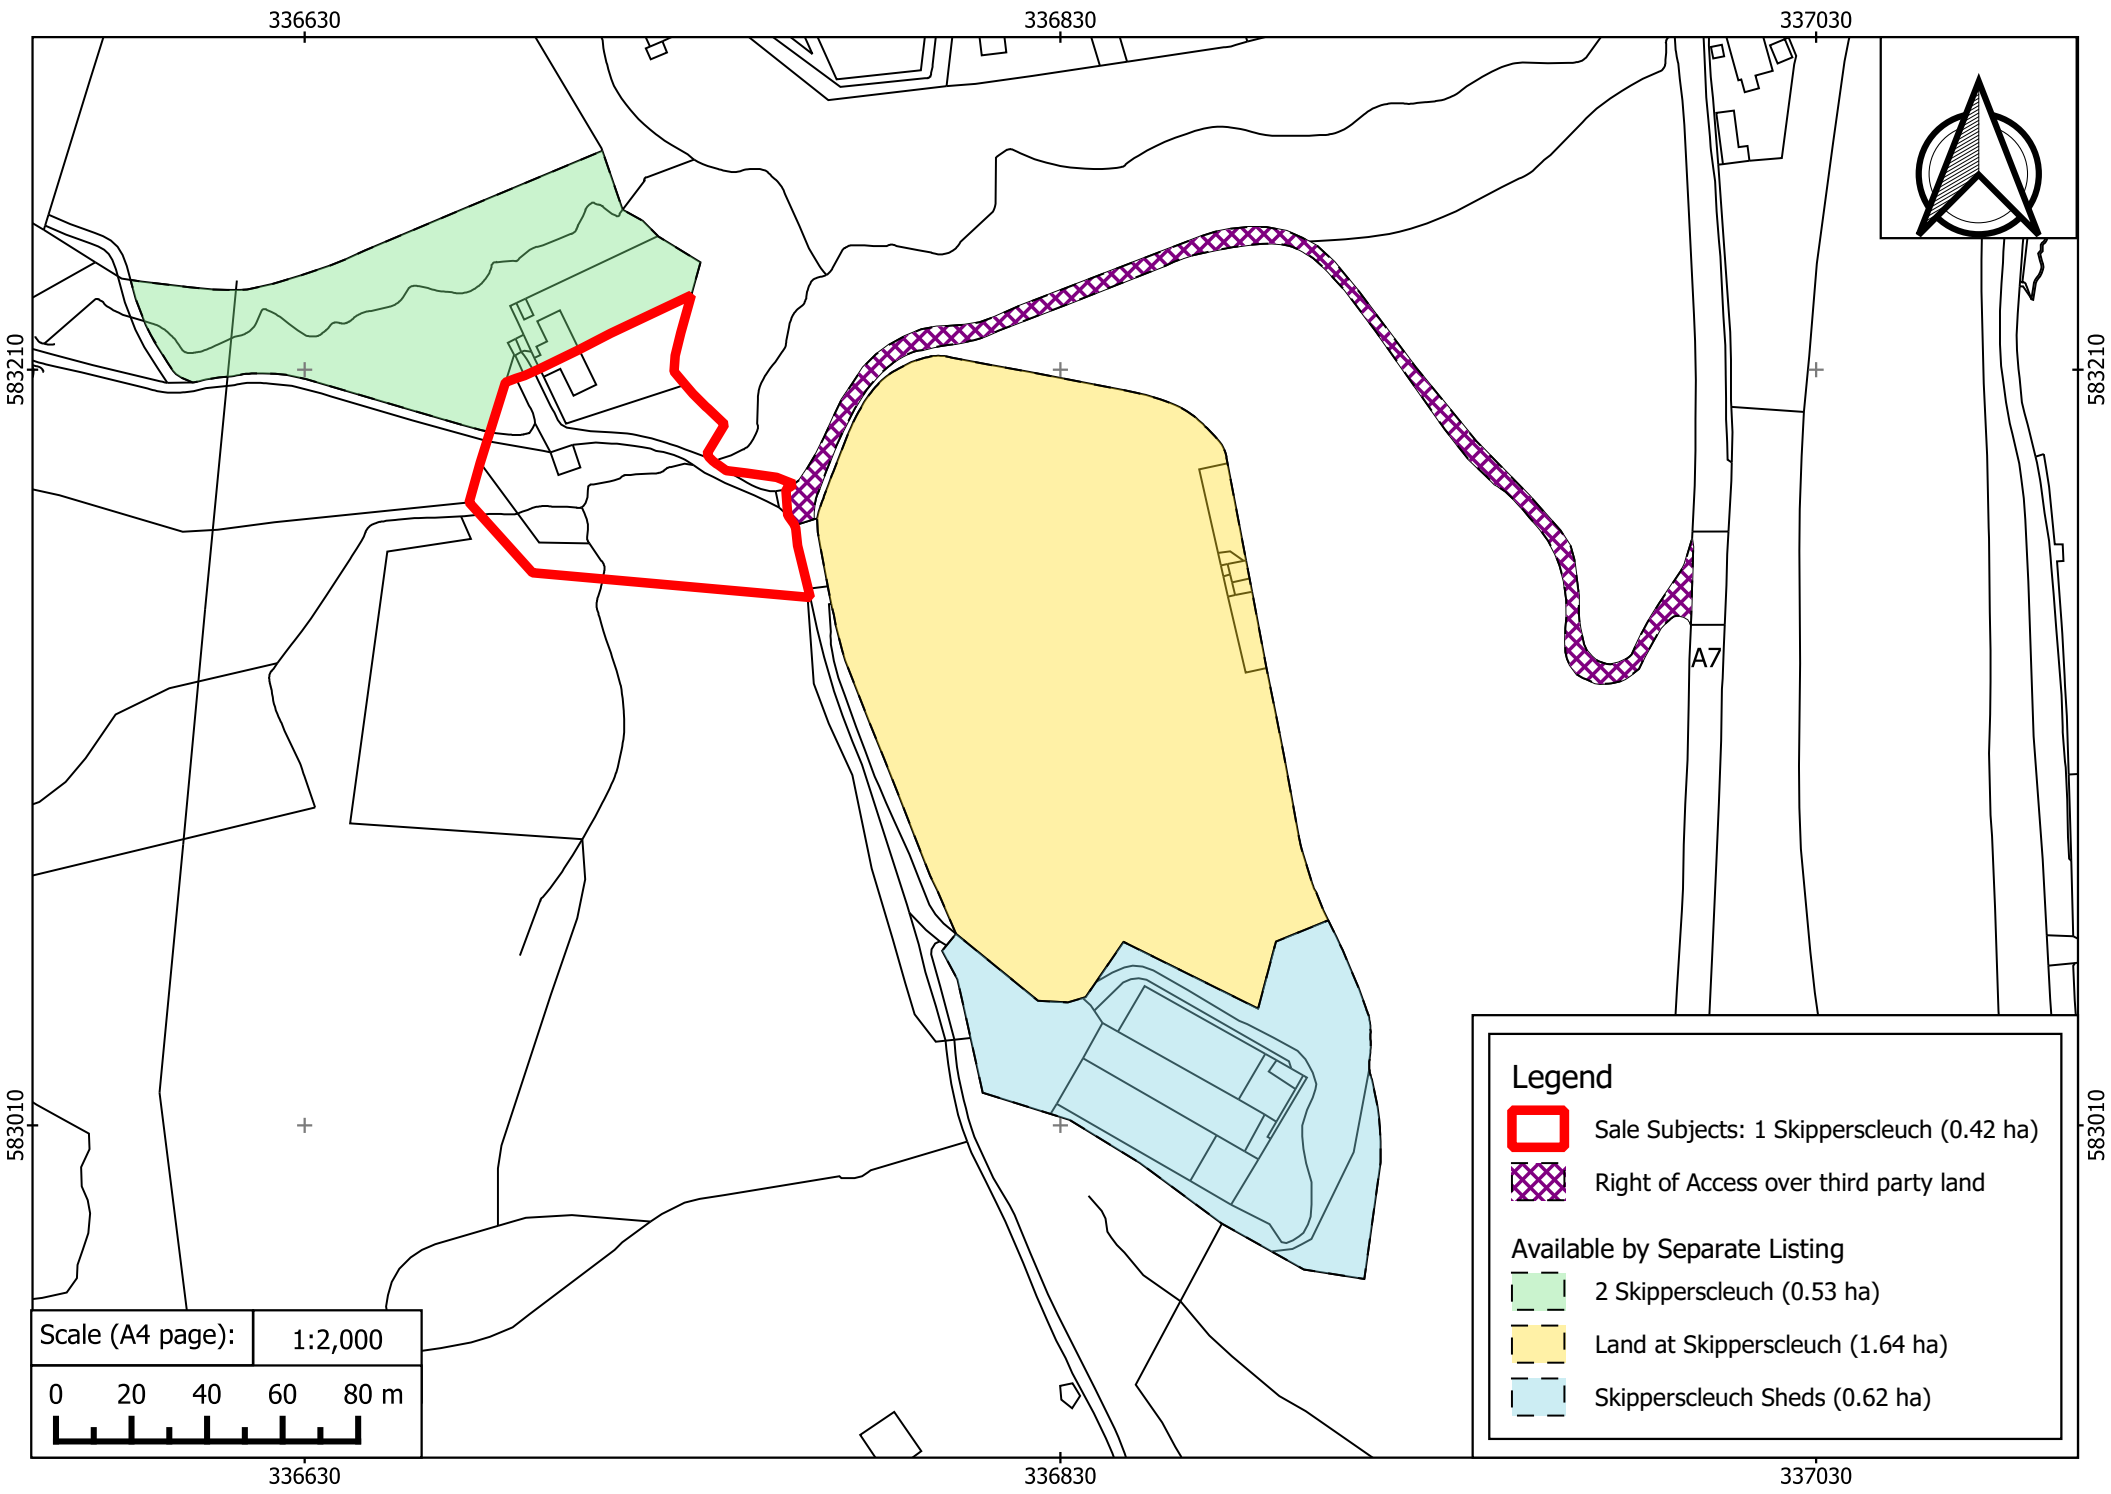 336630
336830
337030
583210
583210
A7
583010
583010
Legend
Sale Subjects: 1 Skipperscleuch (0.42 ha)
Right of Access over third party land
Available by Separate Listing
2 Skipperscleuch (0.53 ha)
Land at Skipperscleuch (1.64 ha)
Skipperscleuch Sheds (0.62 ha)
Scale (A4 page): 1:2,000
0 20 40 60 80 m
336630
336830
337030